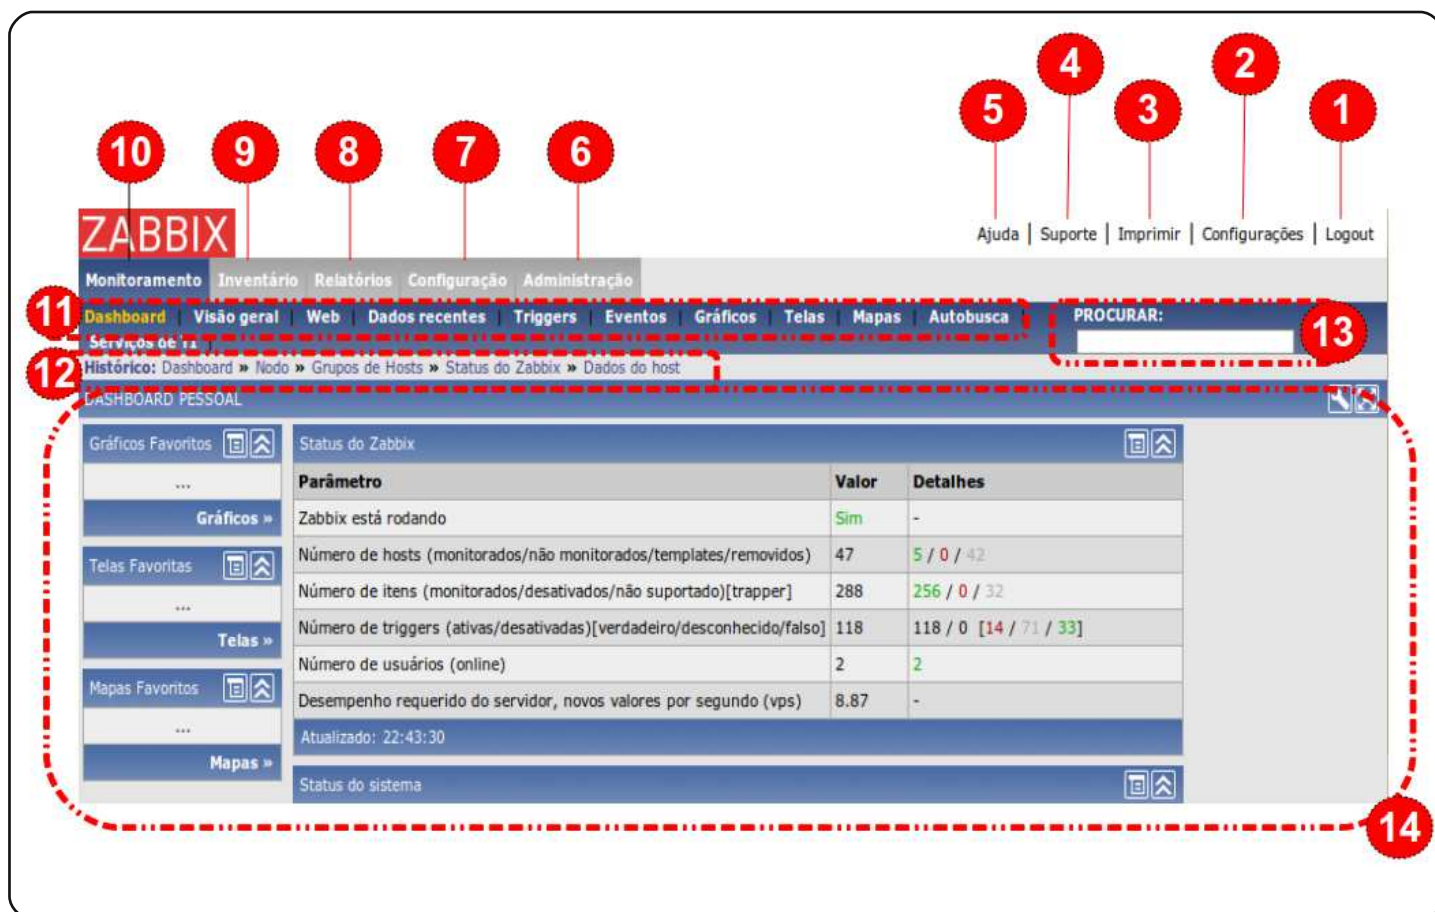 4 2
5 3 1
10 9 8 7 6
ZABBIX
Ajuda | Suporte | Imprimir | Configurações | Logout
Monitoramento Inventário Relatórios Configuração Administração
11
Dashboard | Visão geral | Web | Dados recentes | Triggers | Eventos | Gráficos | Telas | Mapas | Autobusca |
PROCURAR:
13
Serviços de TI |
12
Histórico: Dashboard » Nodo » Grupos de Hosts » Status do Zabbix » Dados do host
DASHBOARD PESSOAL
Gráficos Favoritos
...
Gráficos »
Telas Favoritas
...
Telas »
Mapas Favoritos
...
Mapas »
Status do Zabbix
Parâmetro Valor Detalhes
Zabbix está rodando Sim -
Número de hosts (monitorados/não monitorados/templates/removidos) 47 5 / 0 / 42
Número de itens (monitorados/desativados/não suportado)[trapper] 288 256 / 0 / 32
Número de triggers (ativas/desativadas)[verdadeiro/desconhecido/falso] 118 118 / 0 [14 / 71 / 33]
Número de usuários (online) 2 2
Desempenho requerido do servidor, novos valores por segundo (vps) 8.87 -
Atualizado: 22:43:30
Status do sistema
14